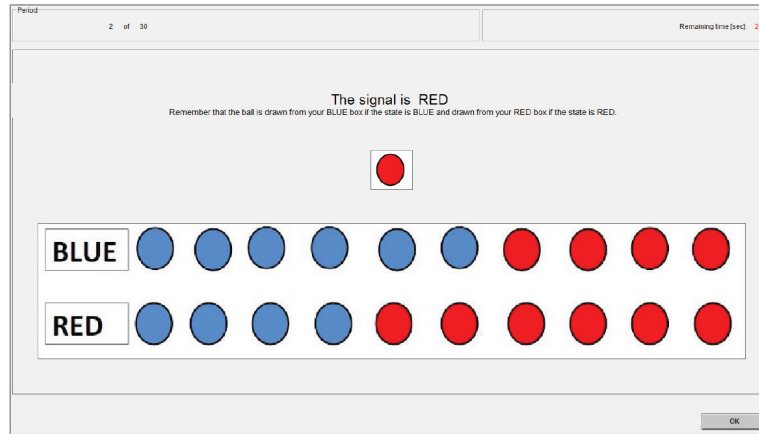 Period
2 of 30
Remaining time [sec]: 2
The signal is RED
Remember that the ball is drawn from your BLUE box if the state is BLUE and drawn from your RED box if the state is RED.
BLUE
RED
OK